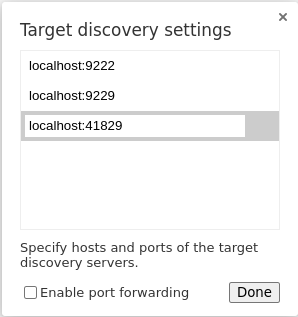 Target discovery settings
localhost:9222
localhost:9229
localhost:41829
Specify hosts and ports of the target
discovery servers.
Enable port forwarding
Done